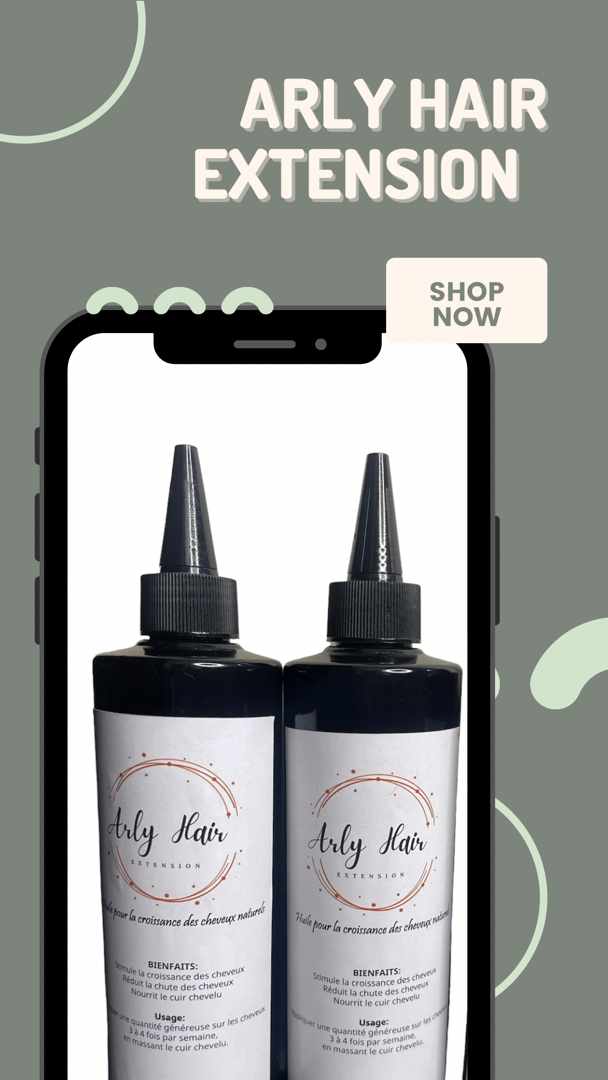 ARLY HAIR
EXTENSION
SHOP
NOW
Arly Hair
EXTENSION
Huile pour la croissance des cheveux naturels
BIENFAITS:
Stimule la croissance des cheveux
Réduit la chute des cheveux
Nourrit le cuir chevelu
Usage:
une quantité généreuse sur les cheveux
3 à 4 fois par semaine,
en massant le cuir chevelu.
Arly Hair
EXTENSION
Huile pour la croissance des cheveux naturels
BIENFAITS:
Stimule la croissance des cheveux
Réduit la chute des cheveux
Nourrit le cuir chevelu
Usage:
une quantité généreuse sur les cheveux
3 à 4 fois par semaine,
en massant le cuir chevelu.